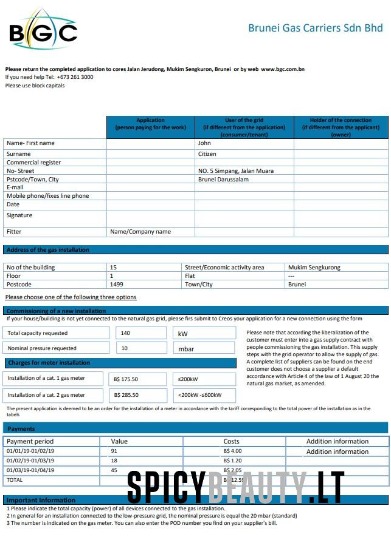 BGC
Brunei Gas Carriers Sdn Bhd
Please return the completed application to cores Jalan Jerudong, Mukim Sengkuron, Brunei or by web www.bgc.com.bn
If you need help Tel: +673 261 3000
Please use block capitals
Application
(person paying for the work)
User of the grid
(if different from the application)
(consumer/tenant)
Holder of the connection
(if different from the applicant)
(owner)
Name- First name John
Surname Citizen
Commercial register
No- Street NO. 5 Simpang, Jalan Muara
Pstcode/Town, City Brunei Darussalam
E-mail
Mobile phone/fixes line phone
Date
Signature
Fitter Name/Company name
Address of the gas installation
No of the building 15 Street/Economic activity area Mukim Sengkurong
Floor 1 Flat ---
Postcode 1499 Town/City Brunei
Please choose one of the following three options
Commissioning of a new installation
If your house/building is not yet connected to the natural gas grid, please firs submit to Creos your application for a new connection using the form
Total capacity requested 140 kW
Nominal pressure requested 10 mbar
Please note that according the liberalization of the
customer must enter into a gas supply contract with
people commissioning the gas installation. This supply
steps with the grid operator to allow the supply of gas.
A complete list of suppliers can be found on the end
customer does not choose a supplier a default
accordance with Article 4 of the law of 1 August 20 the
natural gas market, as amended.
Charges for meter installation
Installation of a cat. 1 gas meter B$ 175.50 ≤200kW
Installation of a cat. 2 gas meter B$ 285.50 <200kW -≤600kW
The present application is deemed to be an order for the installation of a meter in accordance with the tariff corresponding to the total power of the installation as in the
labels
Payments
Payment period Value Costs Addition information
01/01/19-01/02/19 91 B$ 4.00 Addition information
01/02/19-01/03/19 18 B$ 1.20
01/03/19-01/04/19 45 B$ 2.05
TOTAL
SPICYBEAUTY.LT
Important Information
1 Please indicate the total capacity (power) of all devices connected to the gas installation.
2 In general for an installation connected to the low-pressure grid, the nominal pressure is equal the 20 mbar (standard)
3 The number is indicated on the gas meter. You can also enter the POD number you find on your supplier's bill.